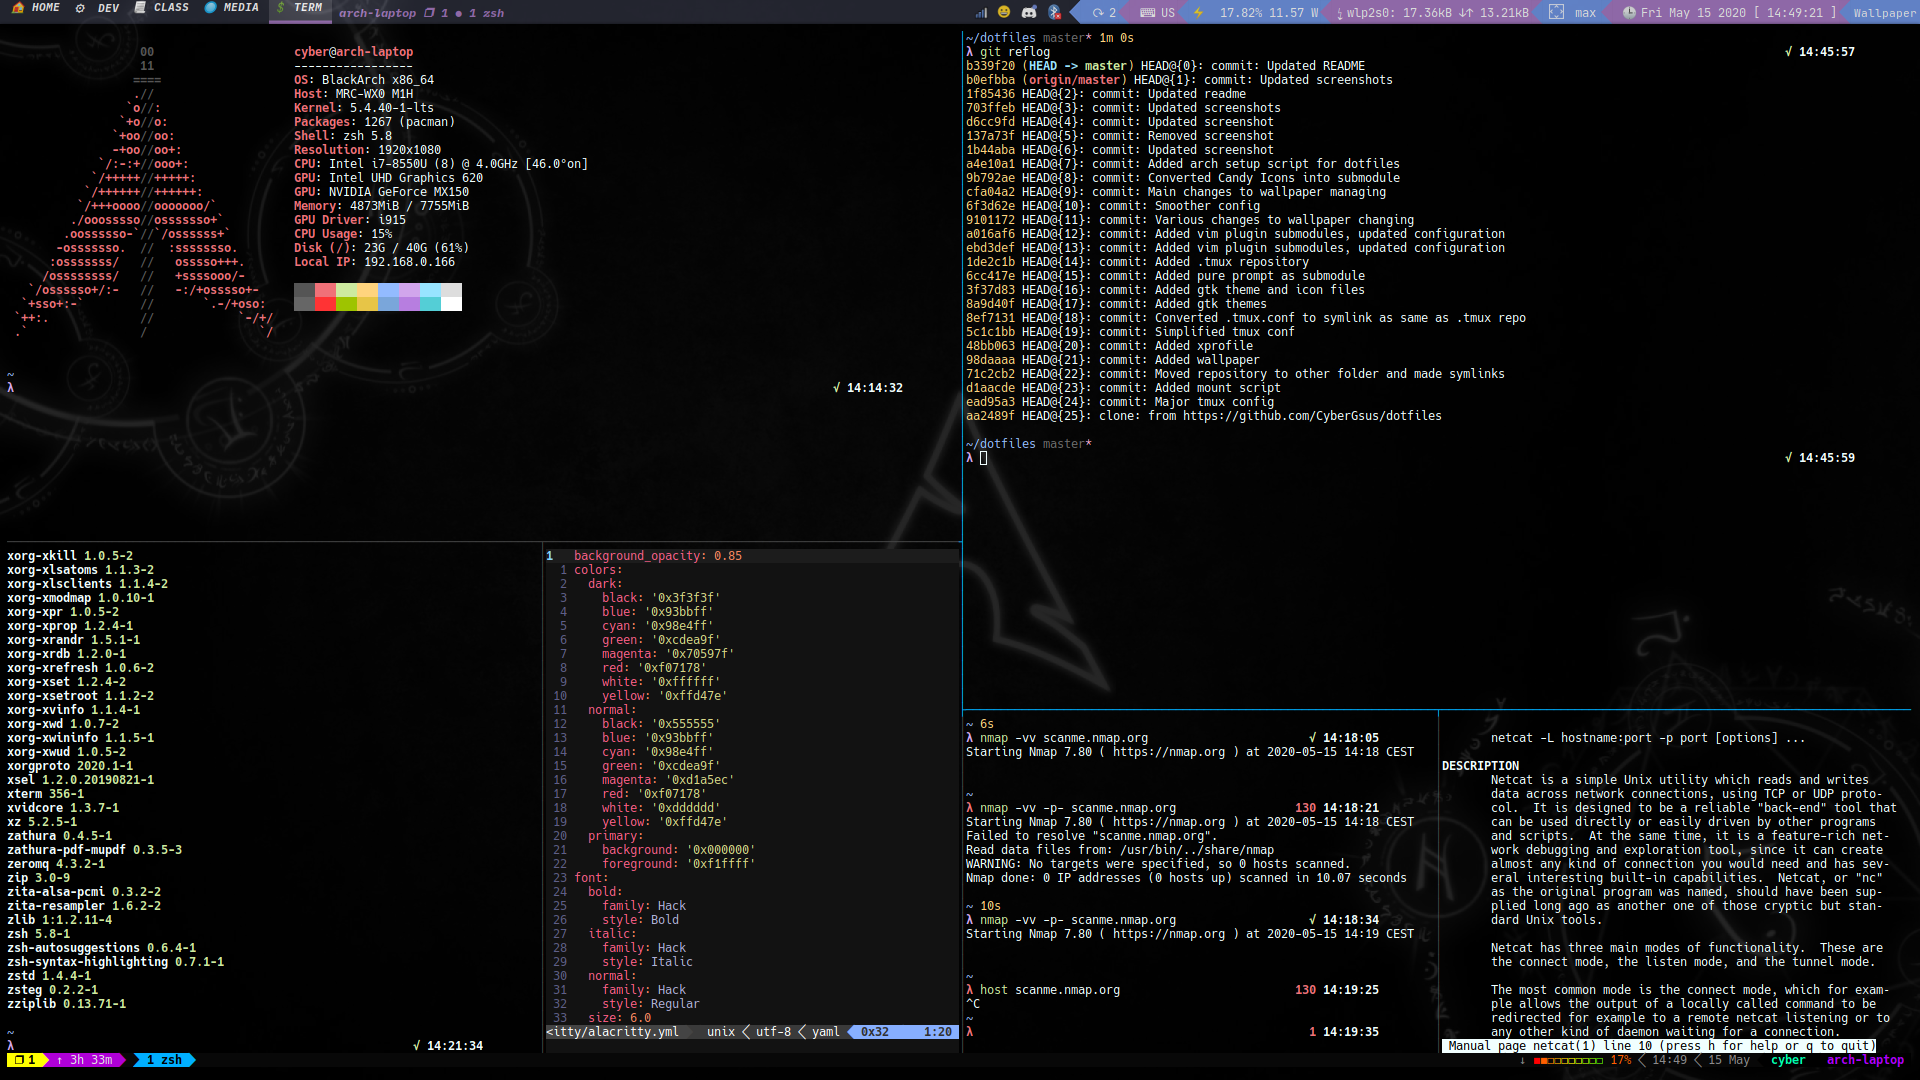 HOME DEV CLASS MEDIA TERM arch-laptop 1 ● 1 zsh 2 US 17.82% 11.57 W wlp2s0: 17.36kB ↓↑ 13.21kB max Fri May 15 2020 [ 14:49:21 ] Wallpaper
00
11
====
cyber@arch-laptop
-----------------
OS: BlackArch x86_64
Host: MRC-WX0 M1H
Kernel: 5.4.40-1-lts
Packages: 1267 (pacman)
Shell: zsh 5.8
Resolution: 1920x1080
CPU: Intel i7-8550U (8) @ 4.0GHz [46.0°on]
GPU: Intel UHD Graphics 620
GPU: NVIDIA GeForce MX150
Memory: 4873MiB / 7755MiB
GPU Driver: i915
CPU Usage: 15%
Disk (/): 23G / 40G (61%)
Local IP: 192.168.0.166
~
λ √ 14:14:32
~/dotfiles master* 1m 0s
λ git reflog √ 14:45:57
b339f20 (HEAD -> master) HEAD@{0}: commit: Updated README
b0efbba (origin/master) HEAD@{1}: commit: Updated screenshots
1f85436 HEAD@{2}: commit: Updated readme
703ffeb HEAD@{3}: commit: Updated screenshots
d6cc9fd HEAD@{4}: commit: Updated screenshot
137a73f HEAD@{5}: commit: Removed screenshot
1b44aba HEAD@{6}: commit: Updated screenshot
a4e10a1 HEAD@{7}: commit: Added arch setup script for dotfiles
9b792ae HEAD@{8}: commit: Converted Candy Icons into submodule
cfa04a2 HEAD@{9}: commit: Main changes to wallpaper managing
6f3d62e HEAD@{10}: commit: Smoother config
9101172 HEAD@{11}: commit: Various changes to wallpaper changing
a016af6 HEAD@{12}: commit: Added vim plugin submodules, updated configuration
ebd3def HEAD@{13}: commit: Added vim plugin submodules, updated configuration
1de2c1b HEAD@{14}: commit: Added .tmux repository
6cc417e HEAD@{15}: commit: Added pure prompt as submodule
3f37d83 HEAD@{16}: commit: Added gtk theme and icon files
8a9d40f HEAD@{17}: commit: Added gtk themes
8ef7131 HEAD@{18}: commit: Converted .tmux.conf to symlink as same as .tmux repo
5c1c1bb HEAD@{19}: commit: Simplified tmux conf
48bb063 HEAD@{20}: commit: Added xprofile
98daaaa HEAD@{21}: commit: Added wallpaper
71c2cb2 HEAD@{22}: commit: Moved repository to other folder and made symlinks
d1aacde HEAD@{23}: commit: Added mount script
ead95a3 HEAD@{24}: commit: Major tmux config
aa2489f HEAD@{25}: clone: from https://github.com/CyberGsus/dotfiles
~/dotfiles master*
λ √ 14:45:59
xorg-xkill 1.0.5-2
xorg-xlsatoms 1.1.3-2
xorg-xlsclients 1.1.4-2
xorg-xmodmap 1.0.10-1
xorg-xpr 1.0.5-2
xorg-xprop 1.2.4-1
xorg-xrandr 1.5.1-1
xorg-xrdb 1.2.0-1
xorg-xrefresh 1.0.6-2
xorg-xset 1.2.4-2
xorg-xsetroot 1.1.2-2
xorg-xvinfo 1.1.4-1
xorg-xwd 1.0.7-2
xorg-xwininfo 1.1.5-1
xorg-xwud 1.0.5-2
xorgproto 2020.1-1
xsel 1.2.0.20190821-1
xterm 356-1
xvidcore 1.3.7-1
xz 5.2.5-1
zathura 0.4.5-1
zathura-pdf-mupdf 0.3.5-3
zeromq 4.3.2-1
zip 3.0-9
zita-alsa-pcmi 0.3.2-2
zita-resampler 1.6.2-2
zlib 1:1.2.11-4
zsh 5.8-1
zsh-autosuggestions 0.6.4-1
zsh-syntax-highlighting 0.7.1-1
zstd 1.4.4-1
zsteg 0.2.2-1
zziplib 0.13.71-1
~
λ √ 14:21:34
1 background_opacity: 0.85
1 colors:
2 dark:
3 black: '0x3f3f3f'
4 blue: '0x93bbff'
5 cyan: '0x98e4ff'
6 green: '0xcdea9f'
7 magenta: '0x70597f'
8 red: '0xf07178'
9 white: '0xffffff'
10 yellow: '0xffd47e'
11 normal:
12 black: '0x555555'
13 blue: '0x93bbff'
14 cyan: '0x98e4ff'
15 green: '0xcdea9f'
16 magenta: '0xd1a5ec'
17 red: '0xf07178'
18 white: '0xdddddd'
19 yellow: '0xffd47e'
20 primary:
21 background: '0x000000'
22 foreground: '0xf1ffff'
23 font:
24 bold:
25 family: Hack
26 style: Bold
27 italic:
28 family: Hack
29 style: Italic
30 normal:
31 family: Hack
32 style: Regular
33 size: 6.0
<itty/alacritty.yml unix < utf-8 < yaml 0x32 1:20
~ 6s
λ nmap -vv scanme.nmap.org √ 14:18:05
Starting Nmap 7.80 ( https://nmap.org ) at 2020-05-15 14:18 CEST
~
λ nmap -vv -p- scanme.nmap.org 130 14:18:21
Starting Nmap 7.80 ( https://nmap.org ) at 2020-05-15 14:18 CEST
Failed to resolve "scanme.nmap.org".
Read data files from: /usr/bin/../share/nmap
WARNING: No targets were specified, so 0 hosts scanned.
Nmap done: 0 IP addresses (0 hosts up) scanned in 10.07 seconds
~ 10s
λ nmap -vv -p- scanme.nmap.org √ 14:18:34
Starting Nmap 7.80 ( https://nmap.org ) at 2020-05-15 14:19 CEST
~
λ host scanme.nmap.org 130 14:19:25
^C
~
λ 1 14:19:35
netcat -L hostname:port -p port [options] ...
DESCRIPTION
Netcat is a simple Unix utility which reads and writes
data across network connections, using TCP or UDP proto-
col. It is designed to be a reliable "back-end" tool that
can be used directly or easily driven by other programs
and scripts. At the same time, it is a feature-rich net-
work debugging and exploration tool, since it can create
almost any kind of connection you would need and has sev-
eral interesting built-in capabilities. Netcat, or "nc"
as the original program was named, should have been sup-
plied long ago as another one of those cryptic but stan-
dard Unix tools.
Netcat has three main modes of functionality. These are
the connect mode, the listen mode, and the tunnel mode.
The most common mode is the connect mode, which for exam-
ple allows the output of a locally called command to be
redirected for example to a remote netcat listening or to
any other kind of daemon waiting for a connection.
Manual page netcat(1) line 10 (press h for help or q to quit)
1 ↑ 3h 33m 1 zsh ↓ 17% < 14:49 < 15 May cyber arch-laptop